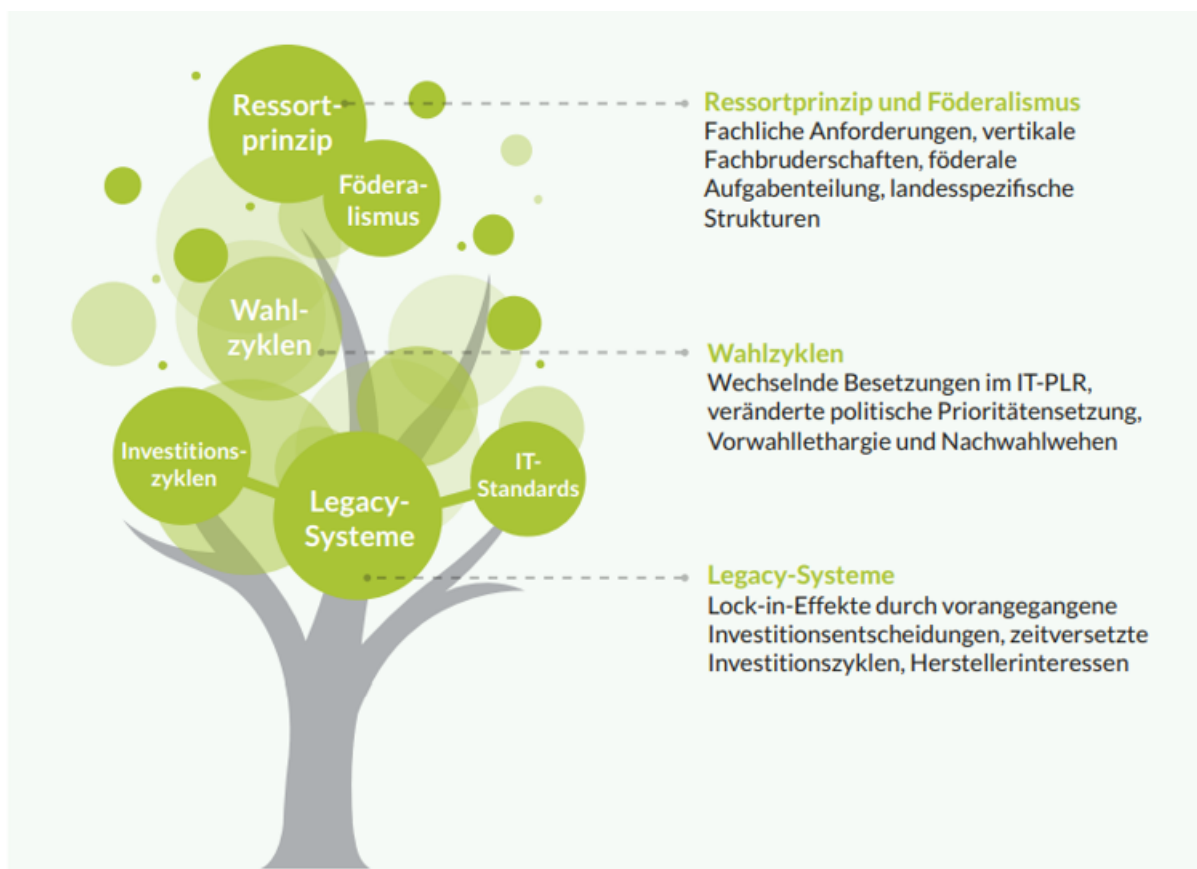 Ressort-
prinzip
Födera-
lismus
Wahl-
zyklen
Investitions-
zyklen
Legacy-
Systeme
IT-
Standards
Ressortprinzip und Föderalismus
Fachliche Anforderungen, vertikale
Fachbruderschaften, föderale
Aufgabenteilung, landesspezifische
Strukturen
Wahlzyklen
Wechselnde Besetzungen im IT-PLR,
veränderte politische Prioritätensetzung,
Vorwahllethargie und Nachwahlwehen
Legacy-Systeme
Lock-in-Effekte durch vorangegangene
Investitionsentscheidungen, zeitversetzte
Investitionszyklen, Herstellerinteressen